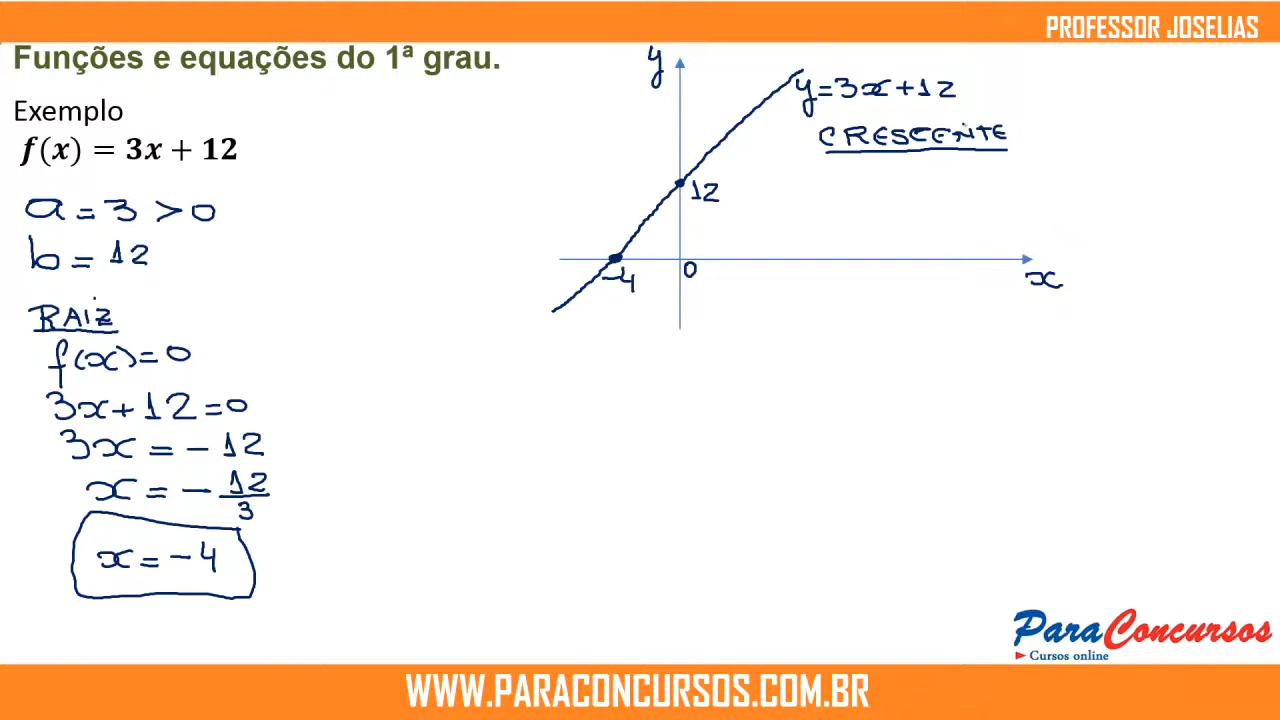 PROFESSOR JOSELIAS
Funções e equações do 1ª grau.
Exemplo
f(x) = 3x + 12
a = 3 > 0
b = 12
RAIZ
f(x) = 0
3x + 12 = 0
3x = - 12
x = - 12/3
x = - 4
y
y = 3x + 12
CRESCENTE
12
-4
0
x
ParaConcursos
Cursos online
WWW.PARACONCURSOS.COM.BR